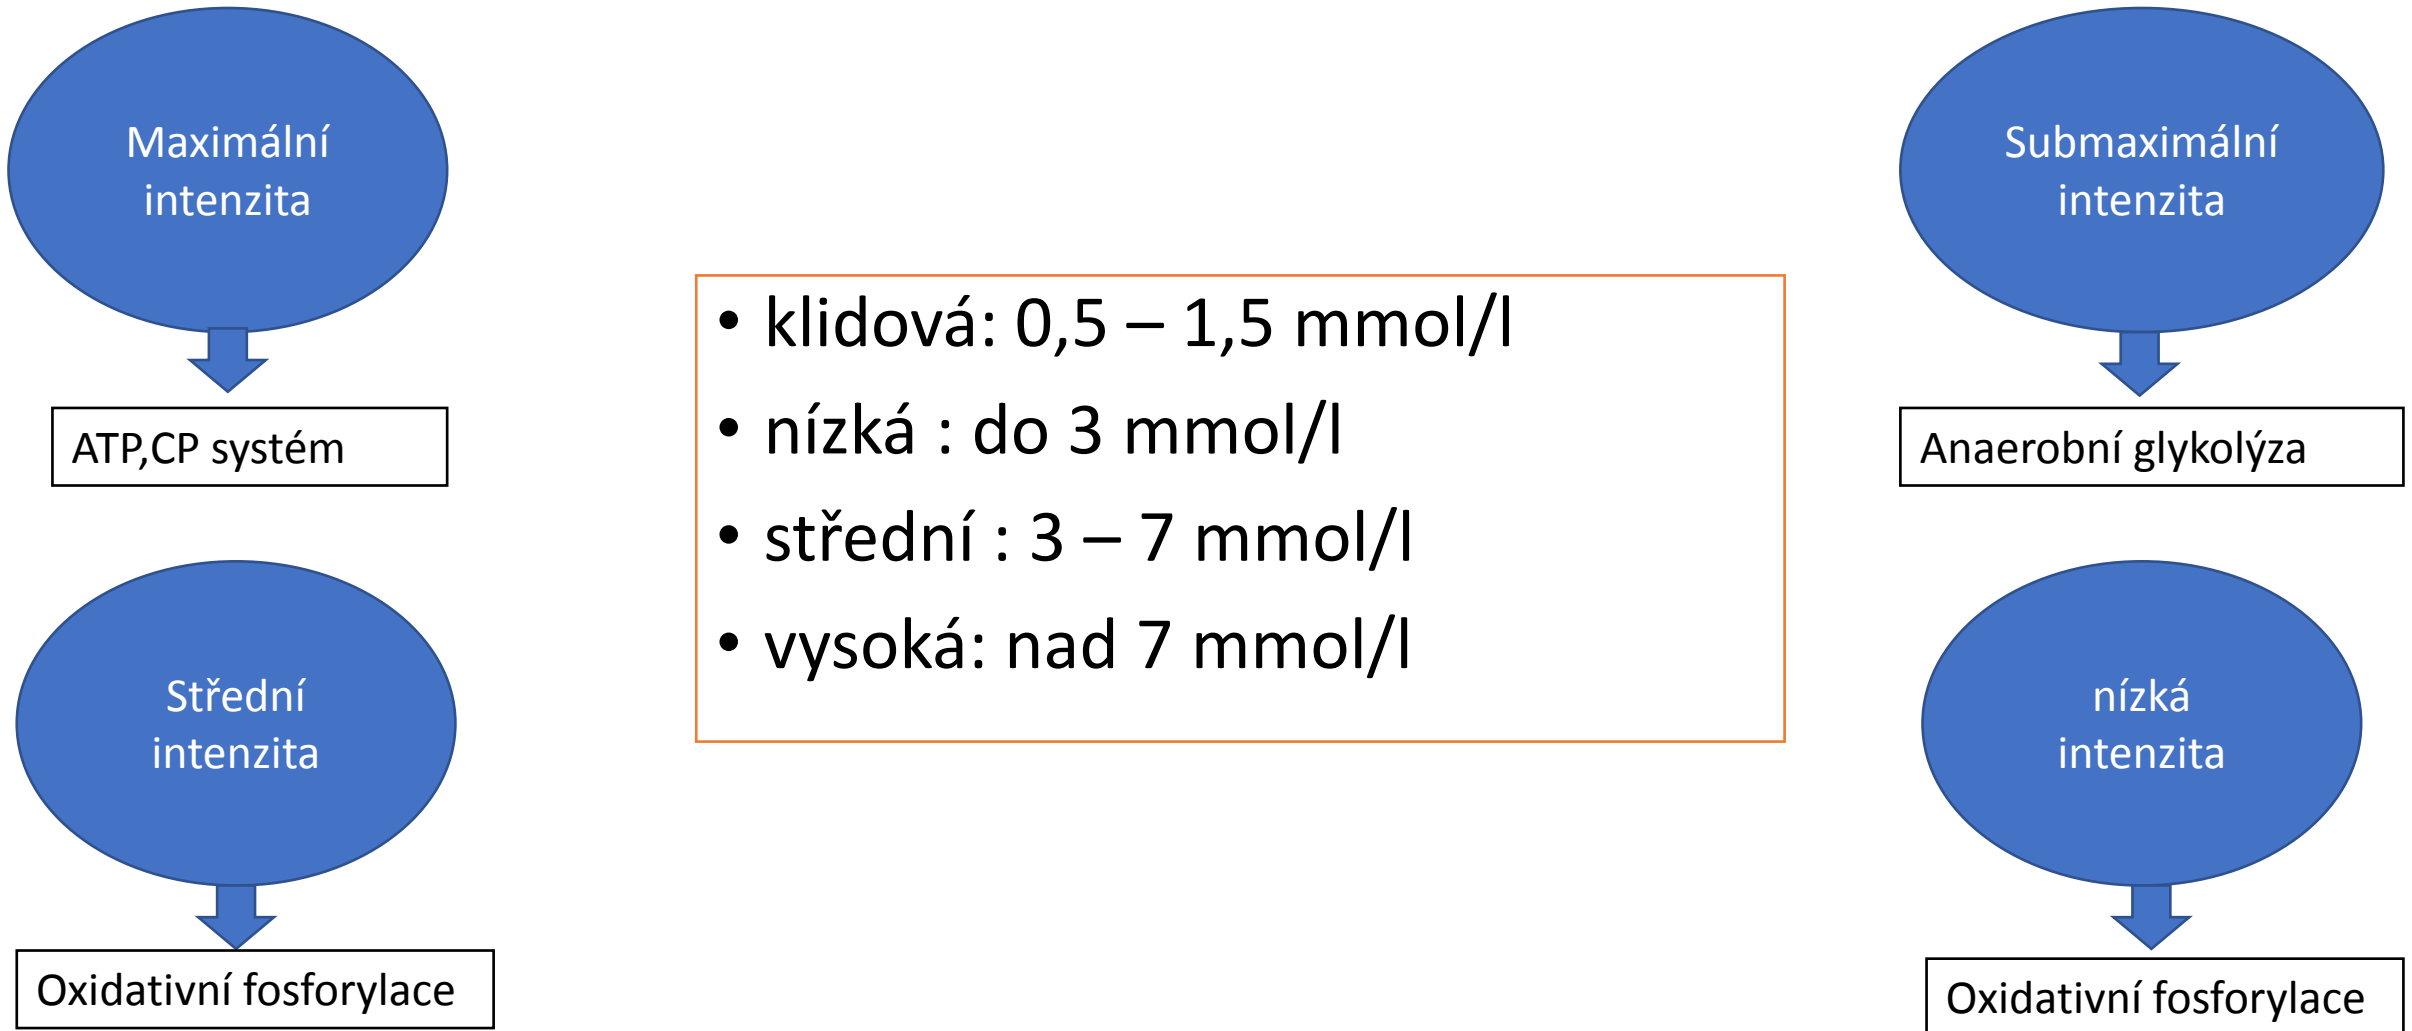 Maximální
intenzita
ATP,CP systém
Submaximální
intenzita
Anaerobní glykolýza
• klidová: 0,5 – 1,5 mmol/l
• nízká : do 3 mmol/l
• střední : 3 – 7 mmol/l
• vysoká: nad 7 mmol/l
Střední
intenzita
Oxidativní fosforylace
nízká
intenzita
Oxidativní fosforylace